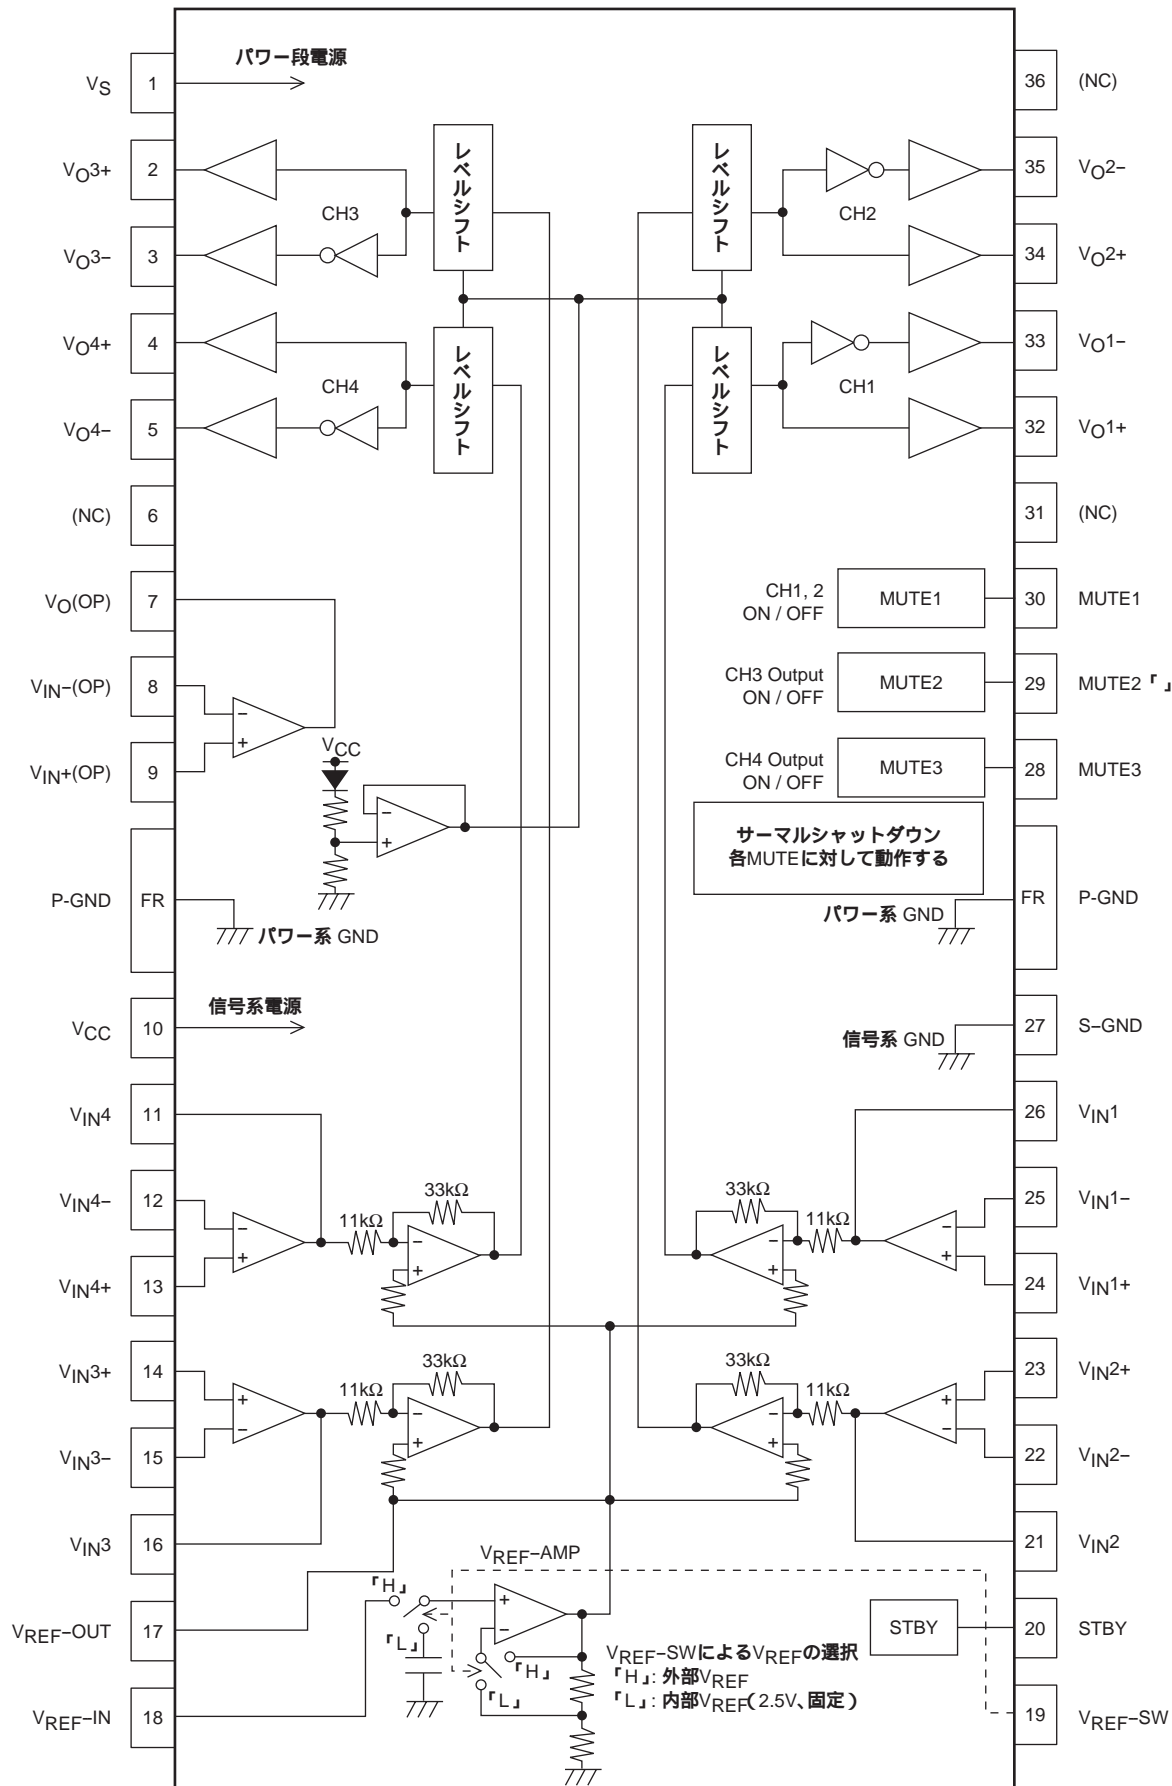 パワー段電源
VS 1
36 (NC)
VO3+ 2
レベルシフト
レベルシフト
35 VO2−
CH3
CH2
VO3− 3
34 VO2+
VO4+ 4
レベルシフト
レベルシフト
33 VO1−
CH4
CH1
VO4− 5
32 VO1+
(NC) 6
31 (NC)
VO(OP) 7
CH1, 2
ON / OFF
MUTE1
30 MUTE1
VIN−(OP) 8
−
+
CH3 Output
ON / OFF
MUTE2
29 MUTE2「 」
VIN+(OP) 9
VCC
−
+
CH4 Output
ON / OFF
MUTE3
28 MUTE3
サーマルシャットダウン
各MUTEに対して動作する
P-GND FR
パワー系 GND
FR P-GND
パワー系 GND
信号系電源
VCC 10
27 S−GND
信号系 GND
VIN4 11
26 VIN1
VIN4− 12
−
+
11kΩ
33kΩ
−
+
33kΩ
11kΩ
−
+
−
+
25 VIN1−
VIN4+ 13
24 VIN1+
VIN3+ 14
+
−
11kΩ
33kΩ
−
+
33kΩ
11kΩ
−
+
+
−
23 VIN2+
VIN3− 15
22 VIN2−
VIN3 16
21 VIN2
VREF−AMP
「H」
+
−
VREF−OUT 17
「L」
STBY
20 STBY
「H」
「L」
VREF−SWによるVREFの選択
「H」: 外部VREF
「L」: 内部VREF(2.5V、固定)
VREF−IN 18
19 VREF−SW